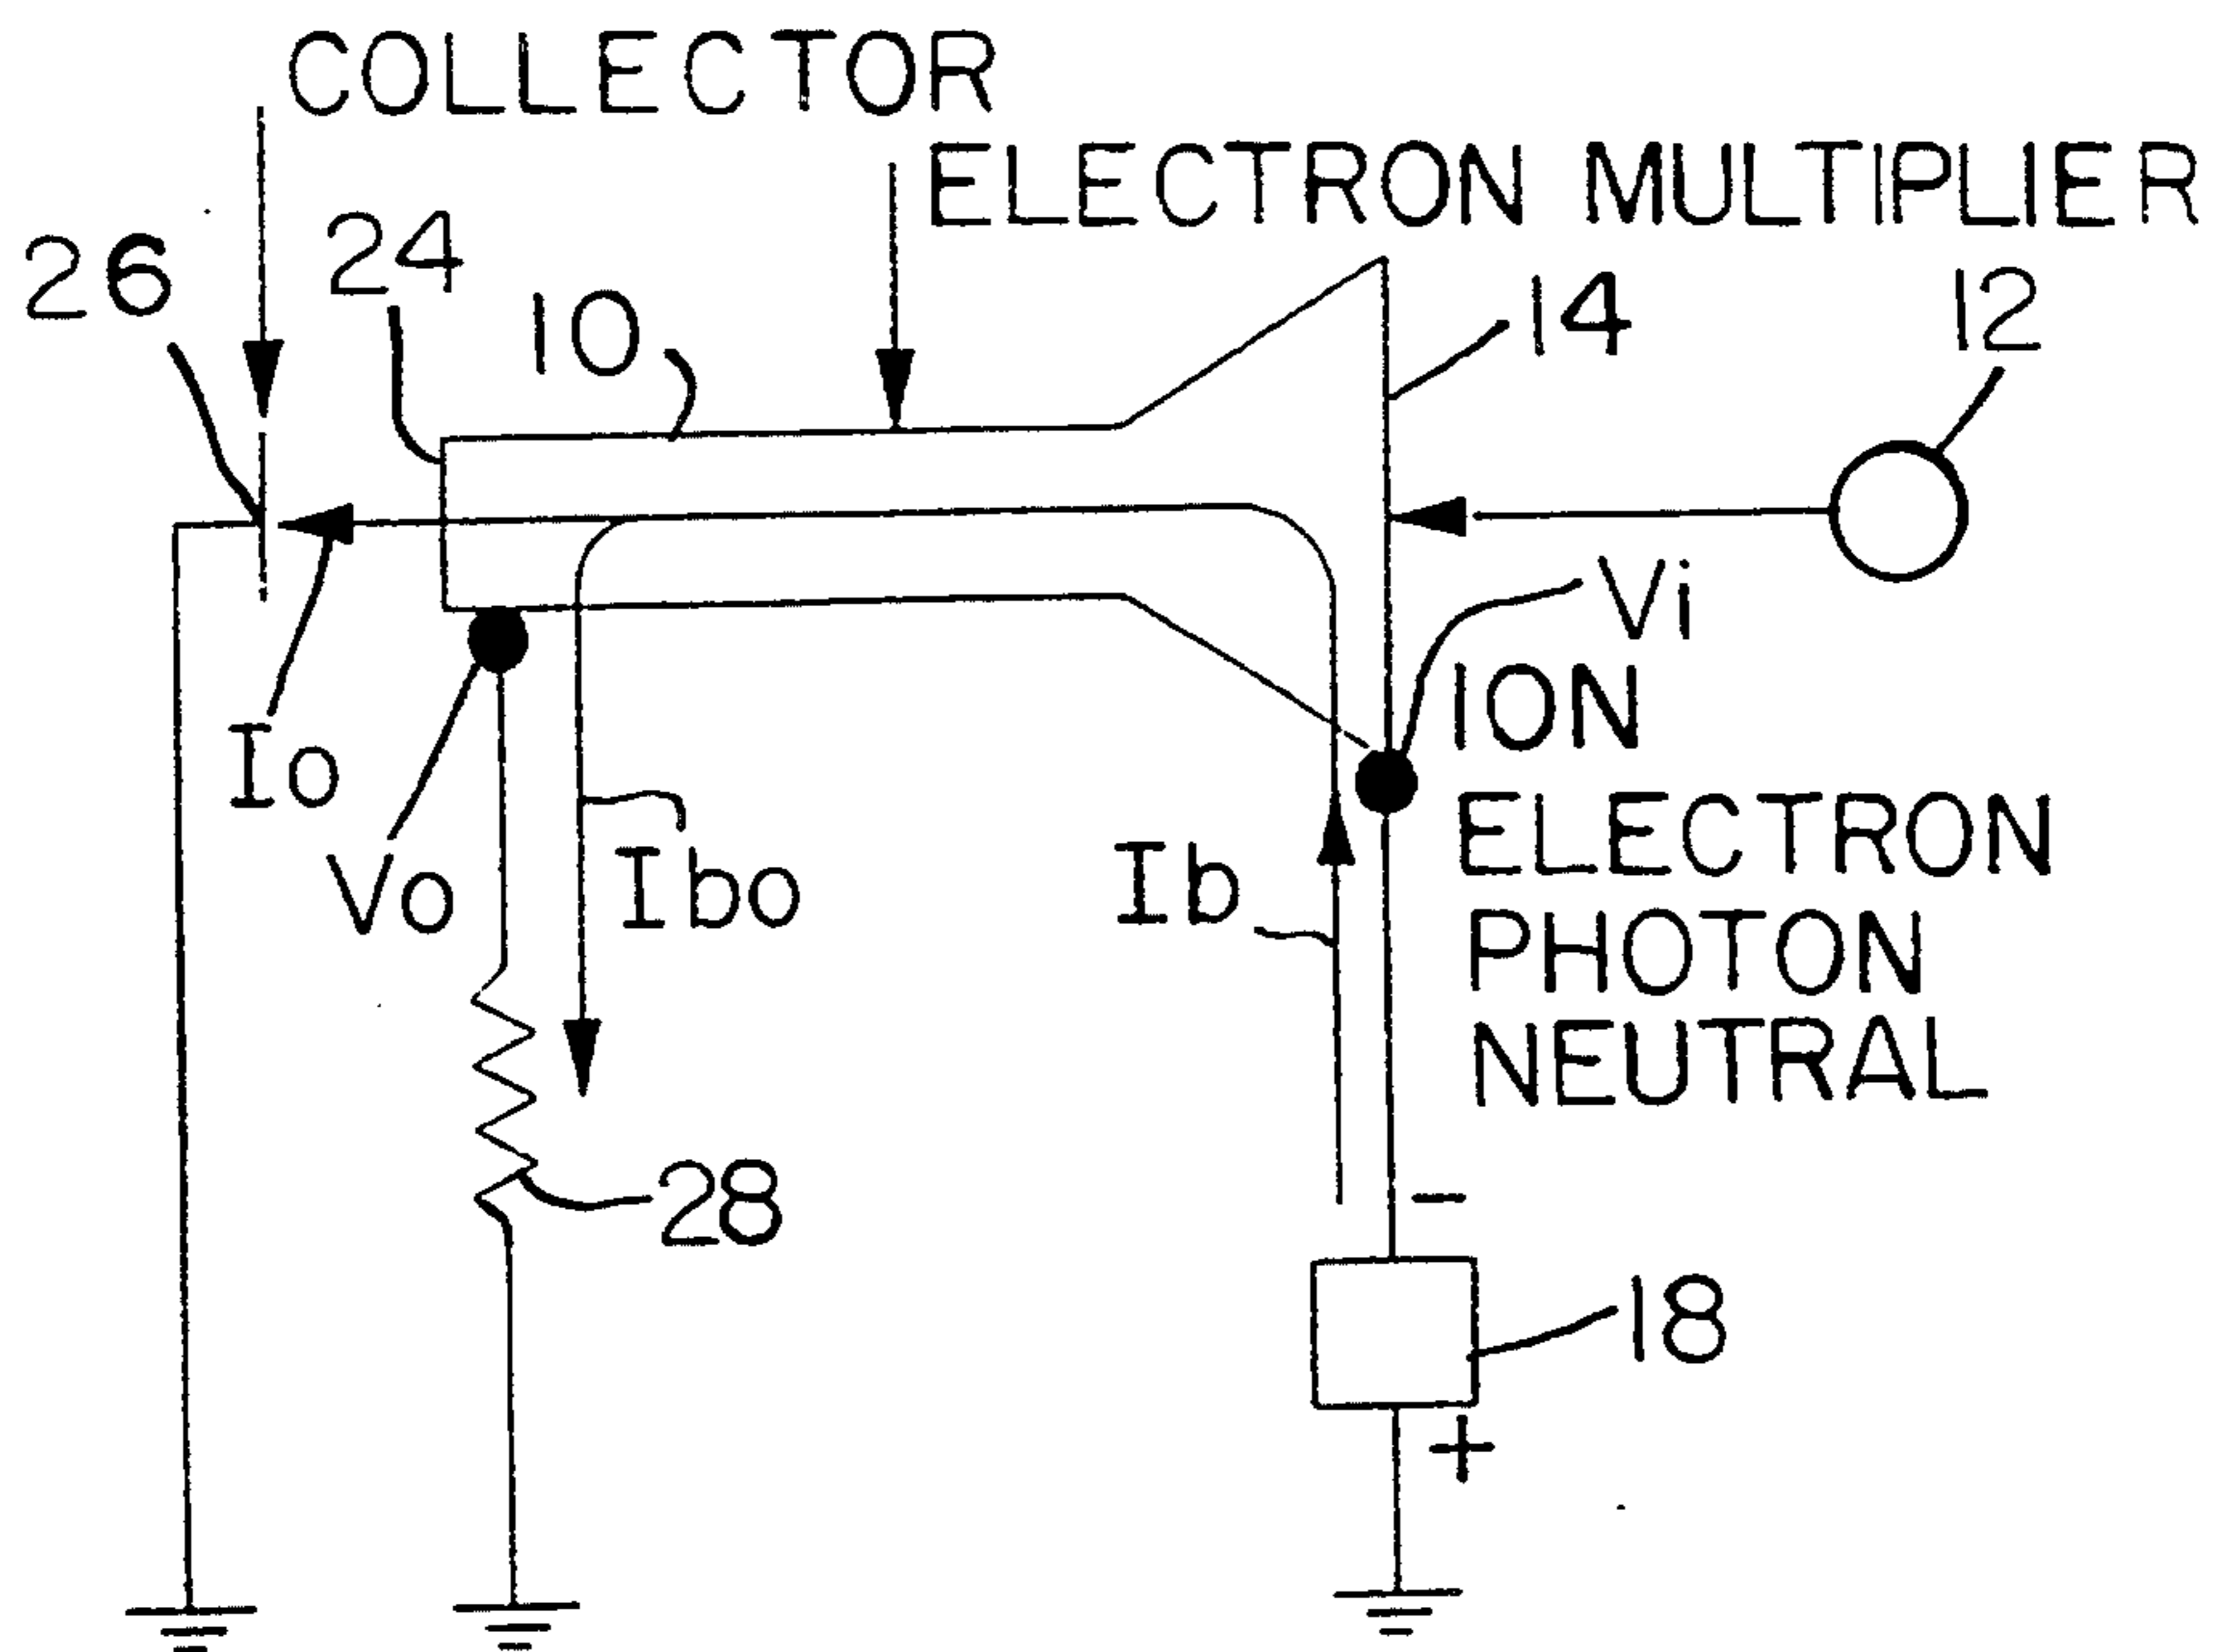 COLLECTOR
ELECTRON MULTIPLIER
26
24
10
14
12
Vi
ION
ELECTRON
PHOTON
NEUTRAL
Io
Vo
Ibo
Ib
28
-
18
+